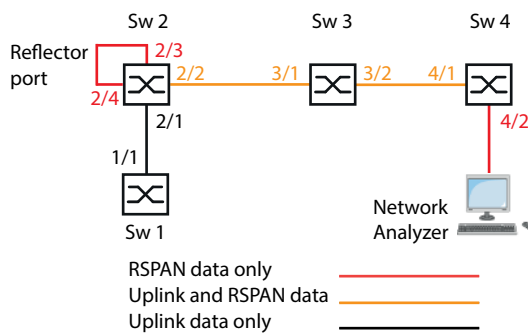 Sw 2
Sw 3
Sw 4
Reflector
port
2/3
2/4
2/2
3/1
3/2
4/1
2/1
4/2
1/1
Sw 1
Network
Analyzer
RSPAN data only
Uplink and RSPAN data
Uplink data only